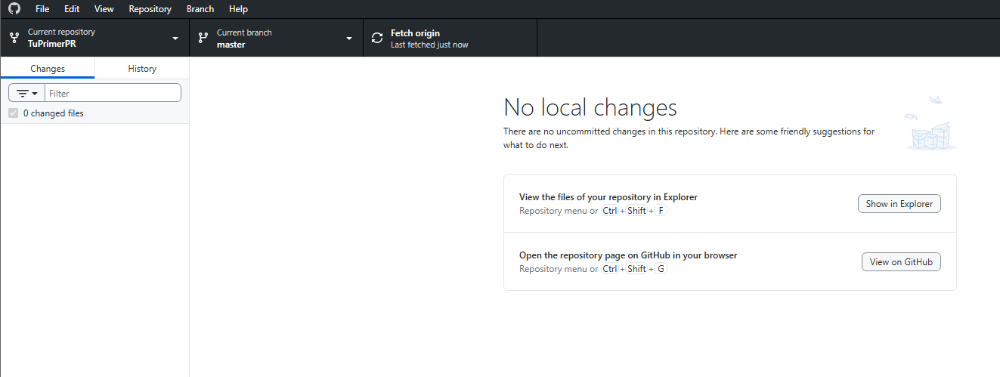 File Edit View Repository Branch Help
Current repository
TuPrimerPR
Current branch
master
Fetch origin
Last fetched just now
Changes
History
Filter
0 changed files
No local changes
There are no uncommitted changes in this repository. Here are some friendly suggestions for
what to do next.
View the files of your repository in Explorer
Repository menu or Ctrl + Shift + F
Show in Explorer
Open the repository page on GitHub in your browser
Repository menu or Ctrl + Shift + G
View on GitHub